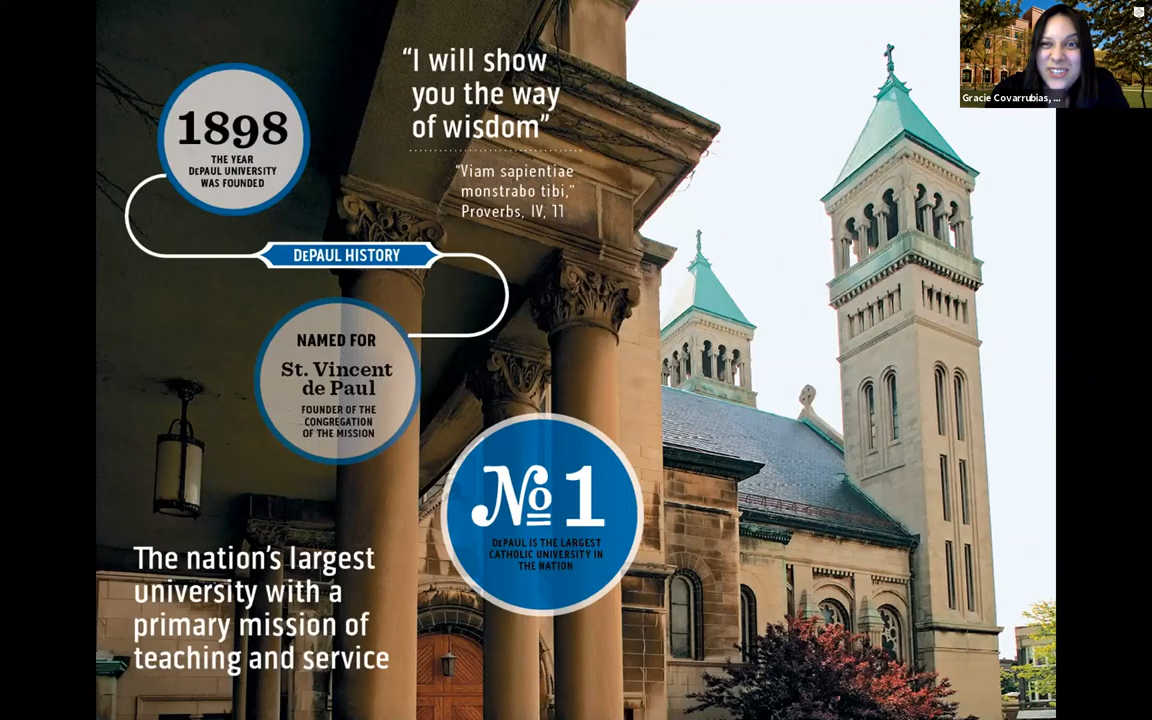 "I will show
you the way
of wisdom"
"Viam sapientiae
monstrabo tibi,"
Proverbs, IV, 11
1898
THE YEAR
DEPAUL UNIVERSITY
WAS FOUNDED
DEPAUL HISTORY
NAMED FOR
St. Vincent
de Paul
FOUNDER OF THE
CONGREGATION
OF THE MISSION
No 1
DEPAUL IS THE LARGEST
CATHOLIC UNIVERSITY IN
THE NATION
The nation's largest
university with a
primary mission of
teaching and service
Gracie Covarrubias, ...